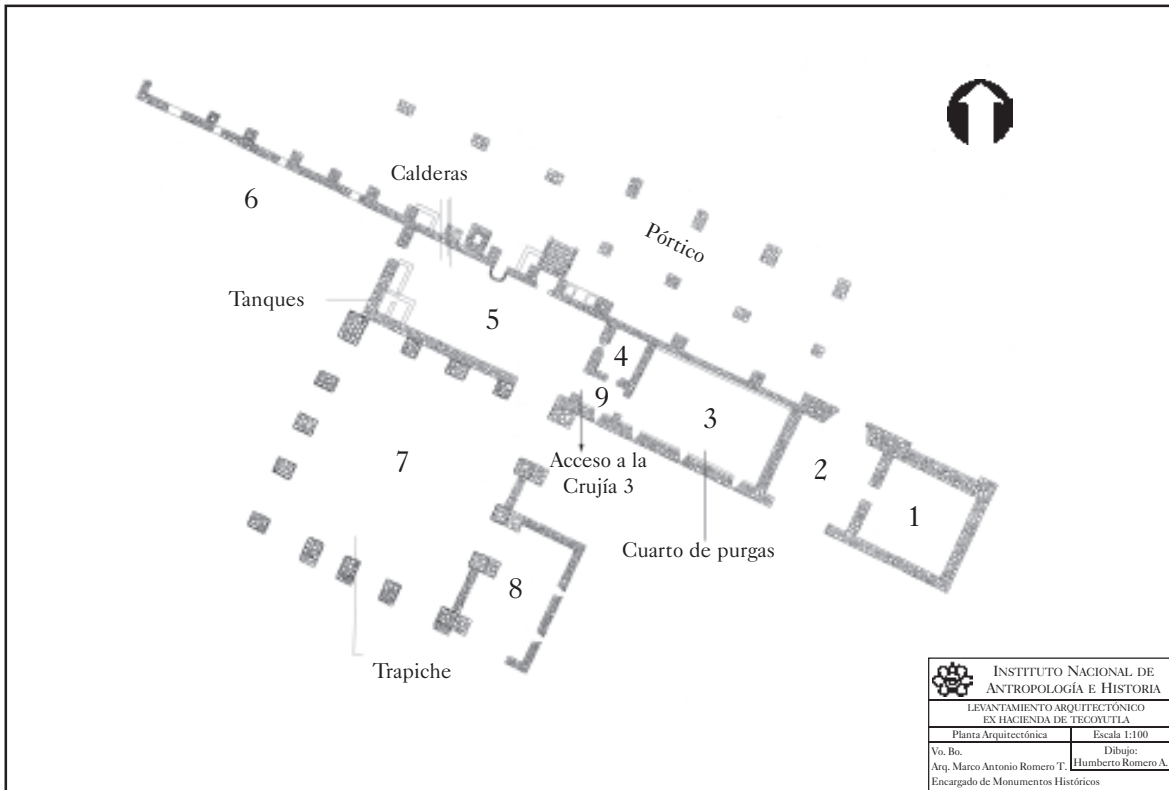 Calderas
6
Pórtico
Tanques
5
4
9
3
7
Acceso a la
Crujía 3
2
1
Cuarto de purgas
8
Trapiche
INSTITUTO NACIONAL DE
ANTROPOLOGÍA E HISTORIA
LEVANTAMIENTO ARQUITECTÓNICO
EX HACIENDA DE TECOYUTLA
Planta Arquitectónica
Escala 1:100
Vo. Bo.
Arq. Marco Antonio Romero T.
Encargado de Monumentos Históricos
Dibujo:
Humberto Romero A.